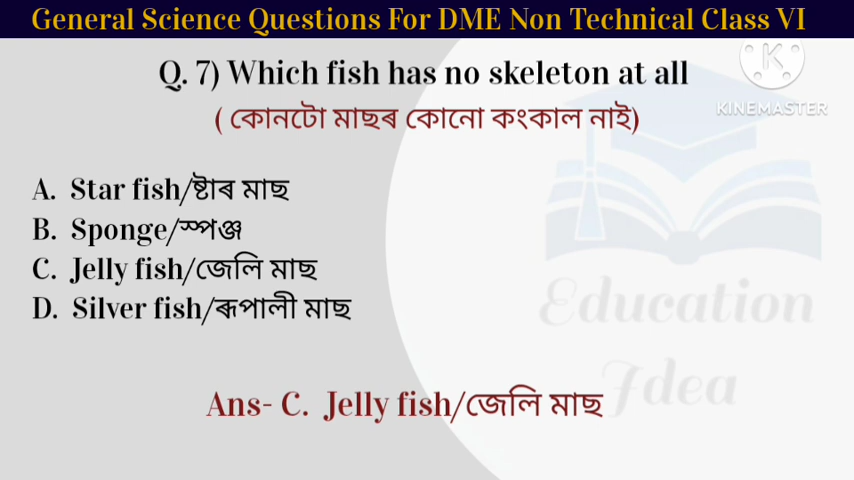 General Science Questions For DME Non Technical Class VI
Q. 7) Which fish has no skeleton at all
( কোনটো মাছৰ কোনো কংকাল নাই)
KINEMASTER
A. Star fish/ষ্টাৰ মাছ
B. Sponge/স্পঞ্জ
C. Jelly fish/জেলি মাছ
D. Silver fish/ৰূপালী মাছ
Education
Idea
Ans- C. Jelly fish/জেলি মাছ